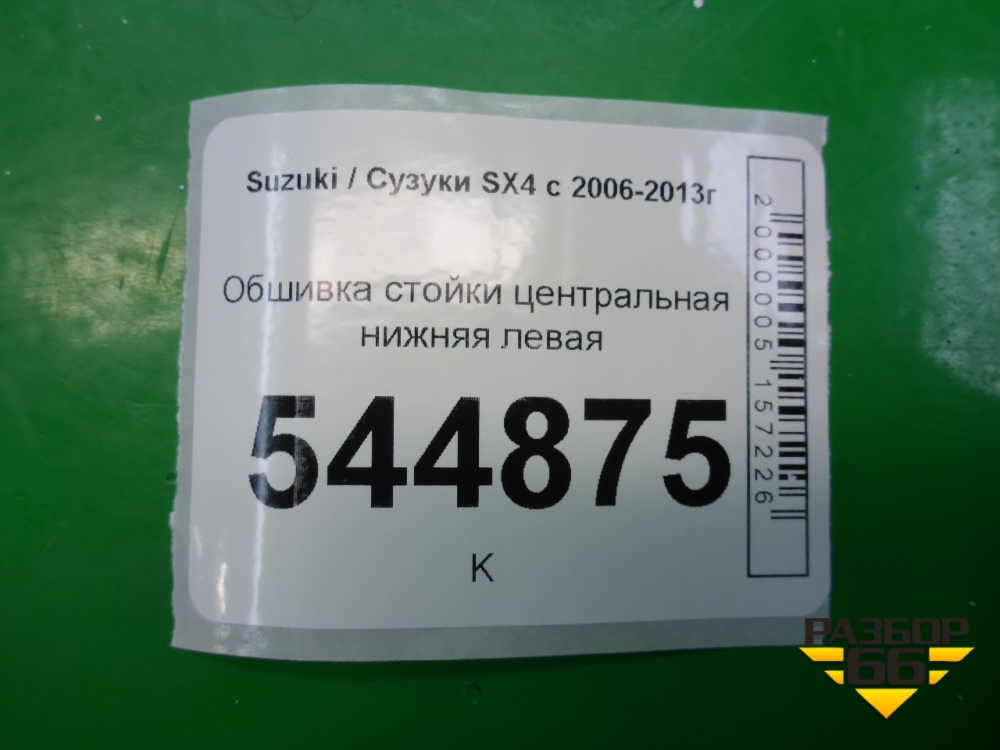 Suzuki / Сузуки SX4 с 2006-2013г
Обшивка стойки центральная
нижняя левая
544875
К
2000005157226
РАЗБОР
66